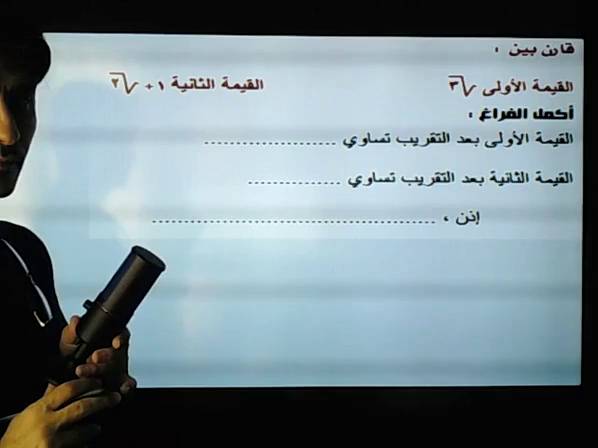 قارن بين :
القيمة الأولى √٣ القيمة الثانية ١ + √٢
أكمل الفراغ :
القيمة الأولى بعد التقريب تساوي ......................
القيمة الثانية بعد التقريب تساوي ................
إذن ، ................................................